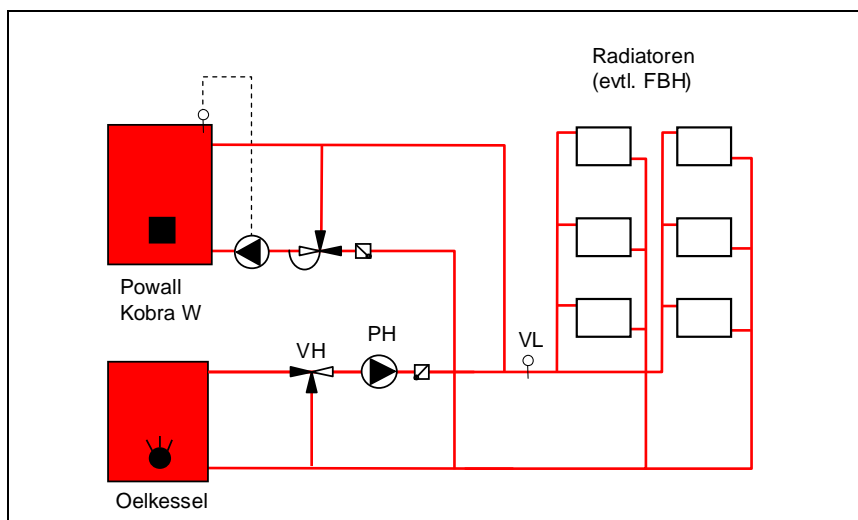 Radiatoren
(evtl. FBH)
Powall
Kobra W
VH
PH
VL
Oelkessel